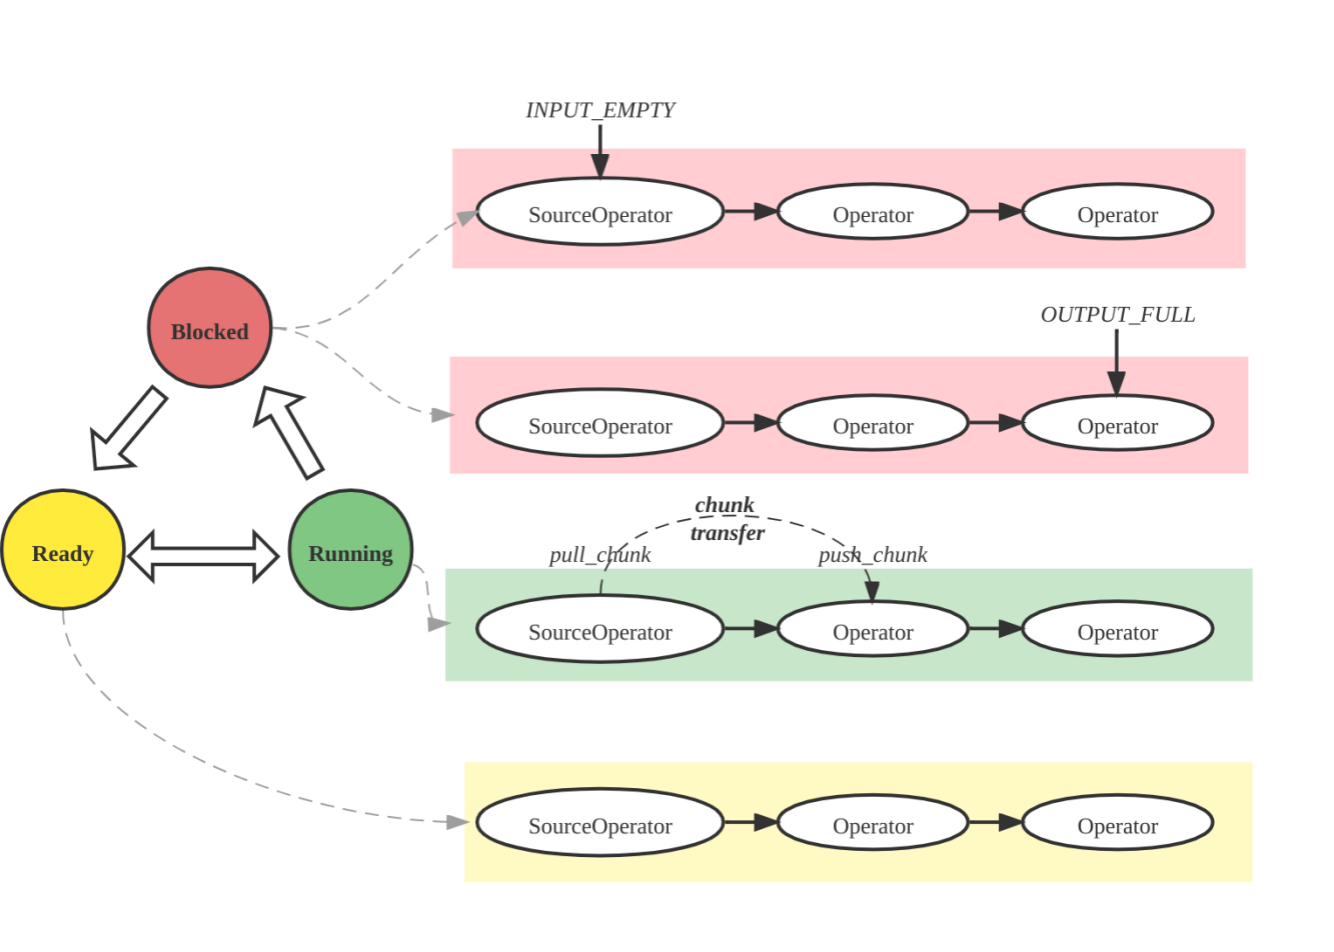 INPUT_EMPTY
SourceOperator
Operator
Operator
Blocked
OUTPUT_FULL
SourceOperator
Operator
Operator
chunk
transfer
pull_chunk
push_chunk
Ready
Running
SourceOperator
Operator
Operator
SourceOperator
Operator
Operator